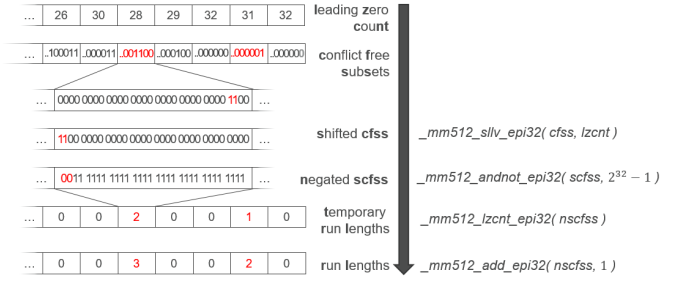 ... 26 30 28 29 32 31 32
leading zero
count
... ..100011 ..000011 ..001100 ..000100 ..000000 ..000001 ..000000
conflict free
subsets
... 0000 0000 0000 0000 0000 0000 0000 1100 ...
... 1100 0000 0000 0000 0000 0000 0000 0000 ...
shifted cfss
_mm512_sllv_epi32( cfss, lzcnt )
... 0011 1111 1111 1111 1111 1111 1111 1111 ...
negated scfss
_mm512_andnot_epi32( scfss, 2³² − 1 )
... 0 0 2 0 0 1 0
temporary
run lengths
_mm512_lzcnt_epi32( nscfss )
... 0 0 3 0 0 2 0
run lengths
_mm512_add_epi32( nscfss, 1 )